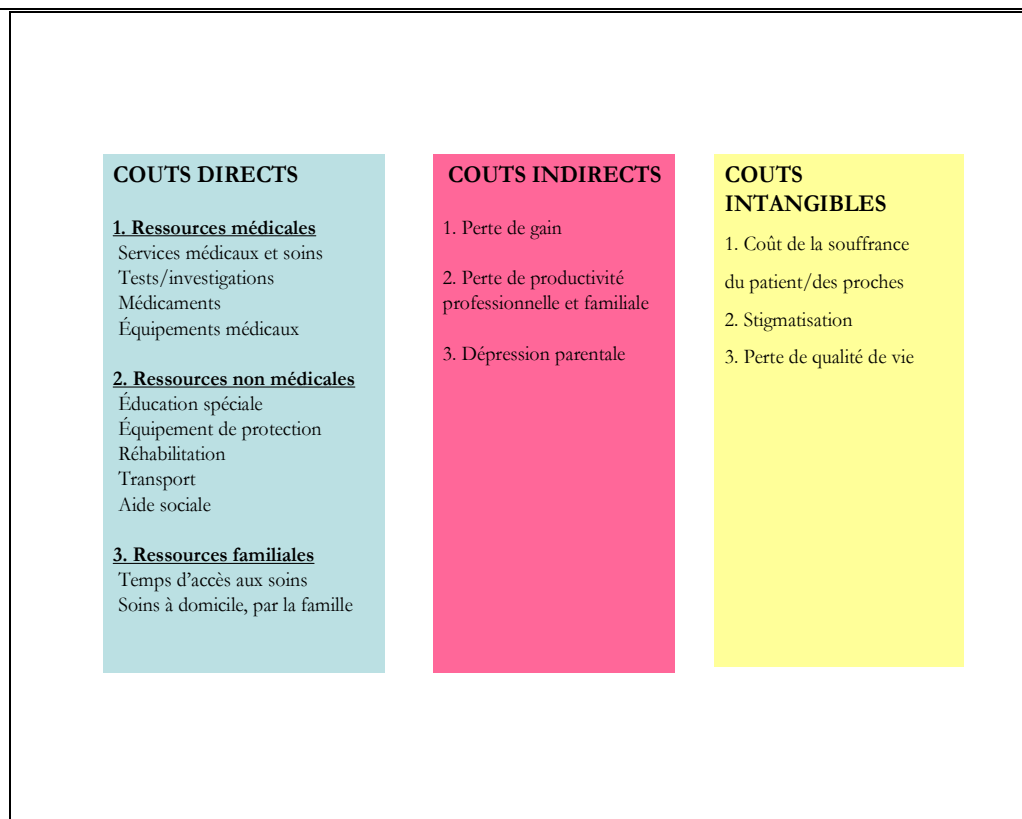 COUTS DIRECTS
1. Ressources médicales
Services médicaux et soins
Tests/investigations
Médicaments
Équipements médicaux
2. Ressources non médicales
Éducation spéciale
Équipement de protection
Réhabilitation
Transport
Aide sociale
3. Ressources familiales
Temps d’accès aux soins
Soins à domicile, par la famille
COUTS INDIRECTS
1. Perte de gain
2. Perte de productivité
professionnelle et familiale
3. Dépression parentale
COUTS
INTANGIBLES
1. Coût de la souffrance
du patient/des proches
2. Stigmatisation
3. Perte de qualité de vie